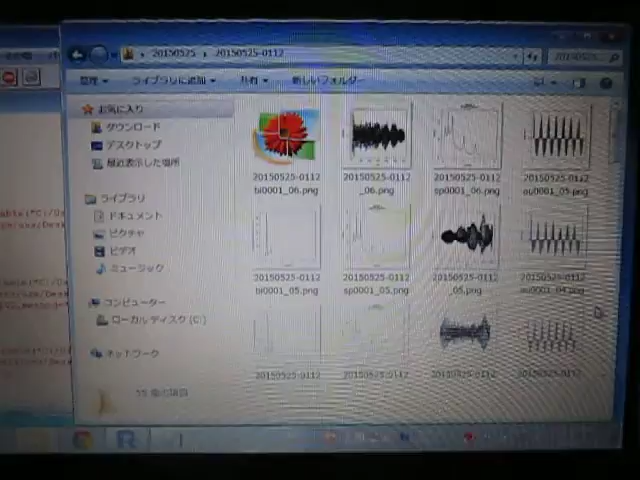 20150525 ▸ 20150525-0112
20150525...
整理 ライブラリに追加 共有 新しいフォルダー
お気に入り
ダウンロード
デスクトップ
最近表示した場所
ライブラリ
ドキュメント
ピクチャ
ビデオ
ミュージック
コンピューター
ローカル ディスク (C:)
ネットワーク
20150525-0112
bi0001_06.png
20150525-0112
_06.png
20150525-0112
sp0001_06.png
20150525-0112
au0001_05.png
20150525-0112
bi0001_05.png
20150525-0112
sp0001_05.png
20150525-0112
_05.png
20150525-0112
au0001_04.png
20150525-0112
20150525-0112
20150525-0112
20150525-0112